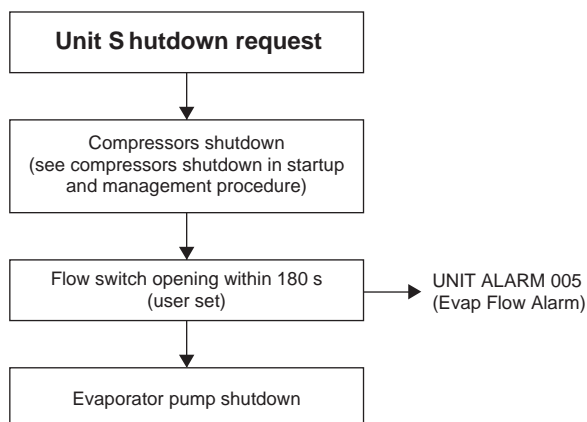 Unit S hutdown request
Compressors shutdown
(see compressors shutdown in startup
and management procedure)
Flow switch opening within 180 s
(user set)
UNIT ALARM 005
(Evap Flow Alarm)
Evaporator pump shutdown